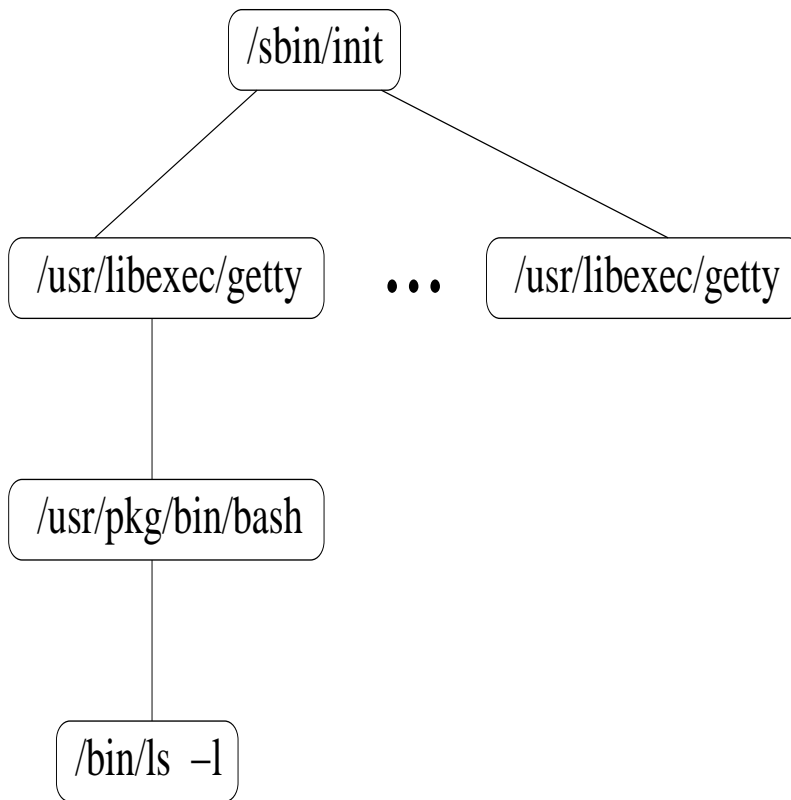 /sbin/init
/usr/libexec/getty ... /usr/libexec/getty
/usr/pkg/bin/bash
/bin/ls –l